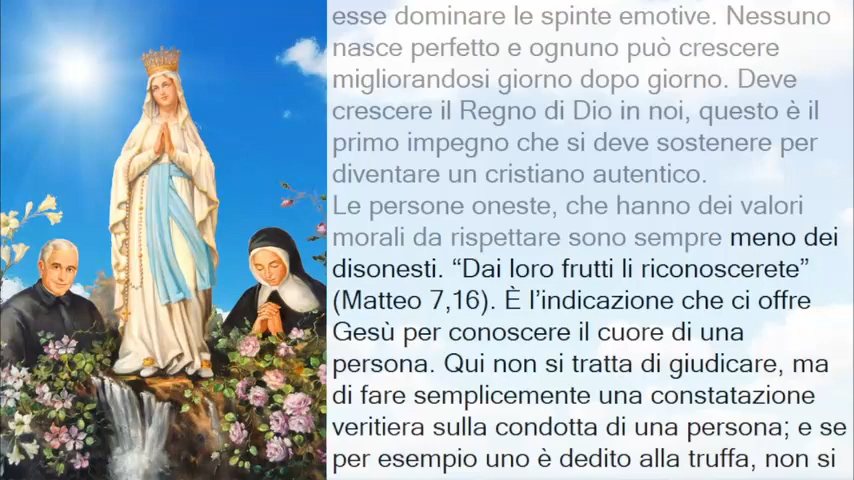 esse dominare le spinte emotive. Nessuno
nasce perfetto e ognuno può crescere
migliorandosi giorno dopo giorno. Deve
crescere il Regno di Dio in noi, questo è il
primo impegno che si deve sostenere per
diventare un cristiano autentico.
Le persone oneste, che hanno dei valori
morali da rispettare sono sempre meno dei
disonesti. “Dai loro frutti li riconoscerete”
(Matteo 7,16). È l’indicazione che ci offre
Gesù per conoscere il cuore di una
persona. Qui non si tratta di giudicare, ma
di fare semplicemente una constatazione
veritiera sulla condotta di una persona; e se
per esempio uno è dedito alla truffa, non si